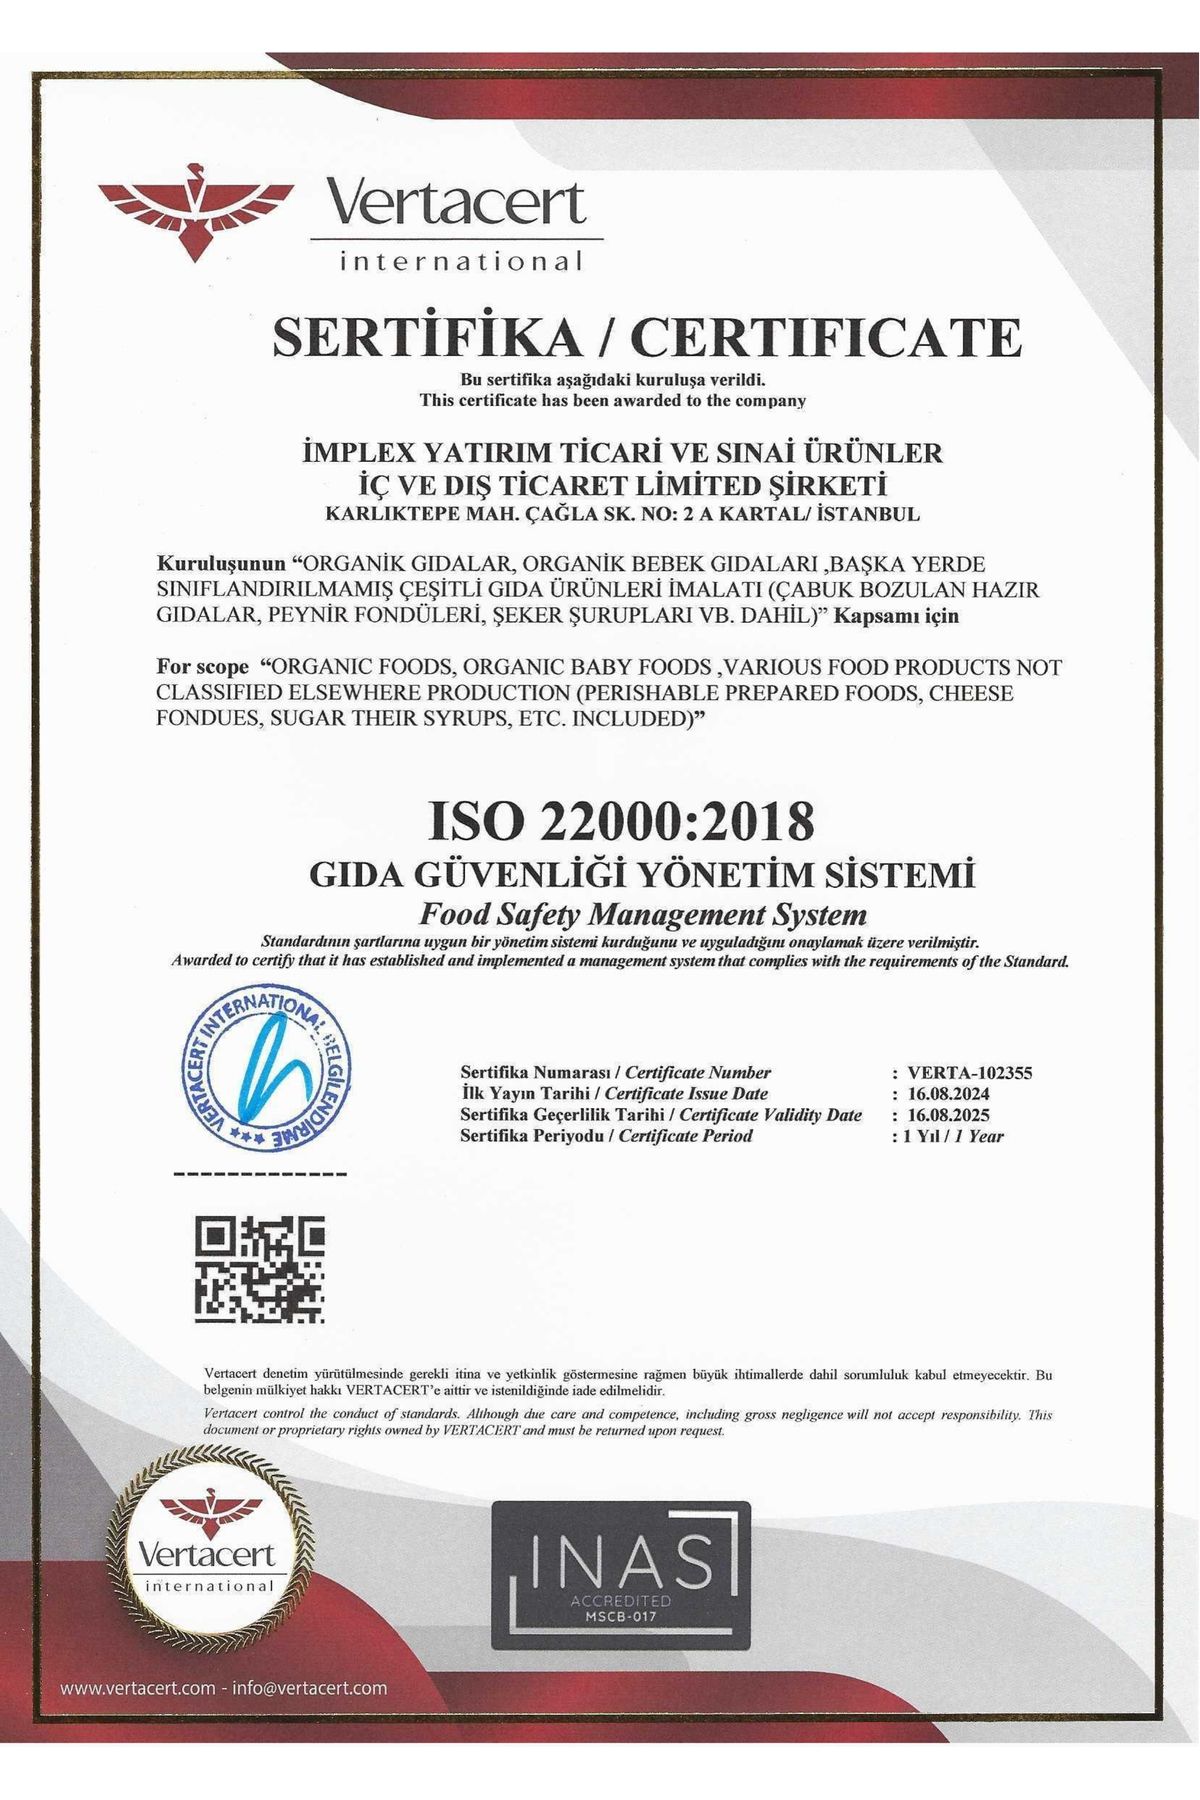 Vertacert
international
SERTİFİKA / CERTIFICATE
Bu sertifika aşağıdaki kuruluşa verildi.
This certificate has been awarded to the company
İMPLEX YATIRIM TİCARİ VE SINAİ ÜRÜNLER
İÇ VE DIŞ TİCARET LİMİTED ŞİRKETİ
KARLIKTEPE MAH. ÇAĞLA SK. NO: 2 A KARTAL/ İSTANBUL
Kuruluşunun “ORGANİK GIDALAR, ORGANİK BEBEK GIDALARI ,BAŞKA YERDE
SINIFLANDIRILMAMIŞ ÇEŞİTLİ GIDA ÜRÜNLERİ İMALATI (ÇABUK BOZULAN HAZIR
GIDALAR, PEYNİR FONDÜLERİ, ŞEKER ŞURUPLARI VB. DAHİL)” Kapsamı için
For scope “ORGANIC FOODS, ORGANIC BABY FOODS ,VARIOUS FOOD PRODUCTS NOT
CLASSIFIED ELSEWHERE PRODUCTION (PERISHABLE PREPARED FOODS, CHEESE
FONDUES, SUGAR THEIR SYRUPS, ETC. INCLUDED)”
ISO 22000:2018
GIDA GÜVENLİĞİ YÖNETİM SİSTEMİ
Food Safety Management System
Standardının şartlarına uygun bir yönetim sistemi kurduğunu ve uyguladığını onaylamak üzere verilmiştir.
Awarded to certify that it has established and implemented a management system that complies with the requirements of the Standard.
VERTACERT INTERNATIONAL BELGİLENDİRME
Sertifika Numarası / Certificate Number : VERTA-102355
İlk Yayın Tarihi / Certificate Issue Date : 16.08.2024
Sertifika Geçerlilik Tarihi / Certificate Validity Date : 16.08.2025
Sertifika Periyodu / Certificate Period : 1 Yıl / 1 Year
Vertacert denetim yürütülmesinde gerekli itina ve yetkinlik göstermesine rağmen büyük ihtimallerde dahil sorumluluk kabul etmeyecektir. Bu
belgenin mülkiyet hakkı VERTACERT’e aittir ve istenildiğinde iade edilmelidir.
Vertacert control the conduct of standards. Although due care and competence, including gross negligence will not accept responsibility. This
document or proprietary rights owned by VERTACERT and must be returned upon request.
Vertacert
international
INAS
ACCREDITED
MSCB-017
www.vertacert.com - info@vertacert.com